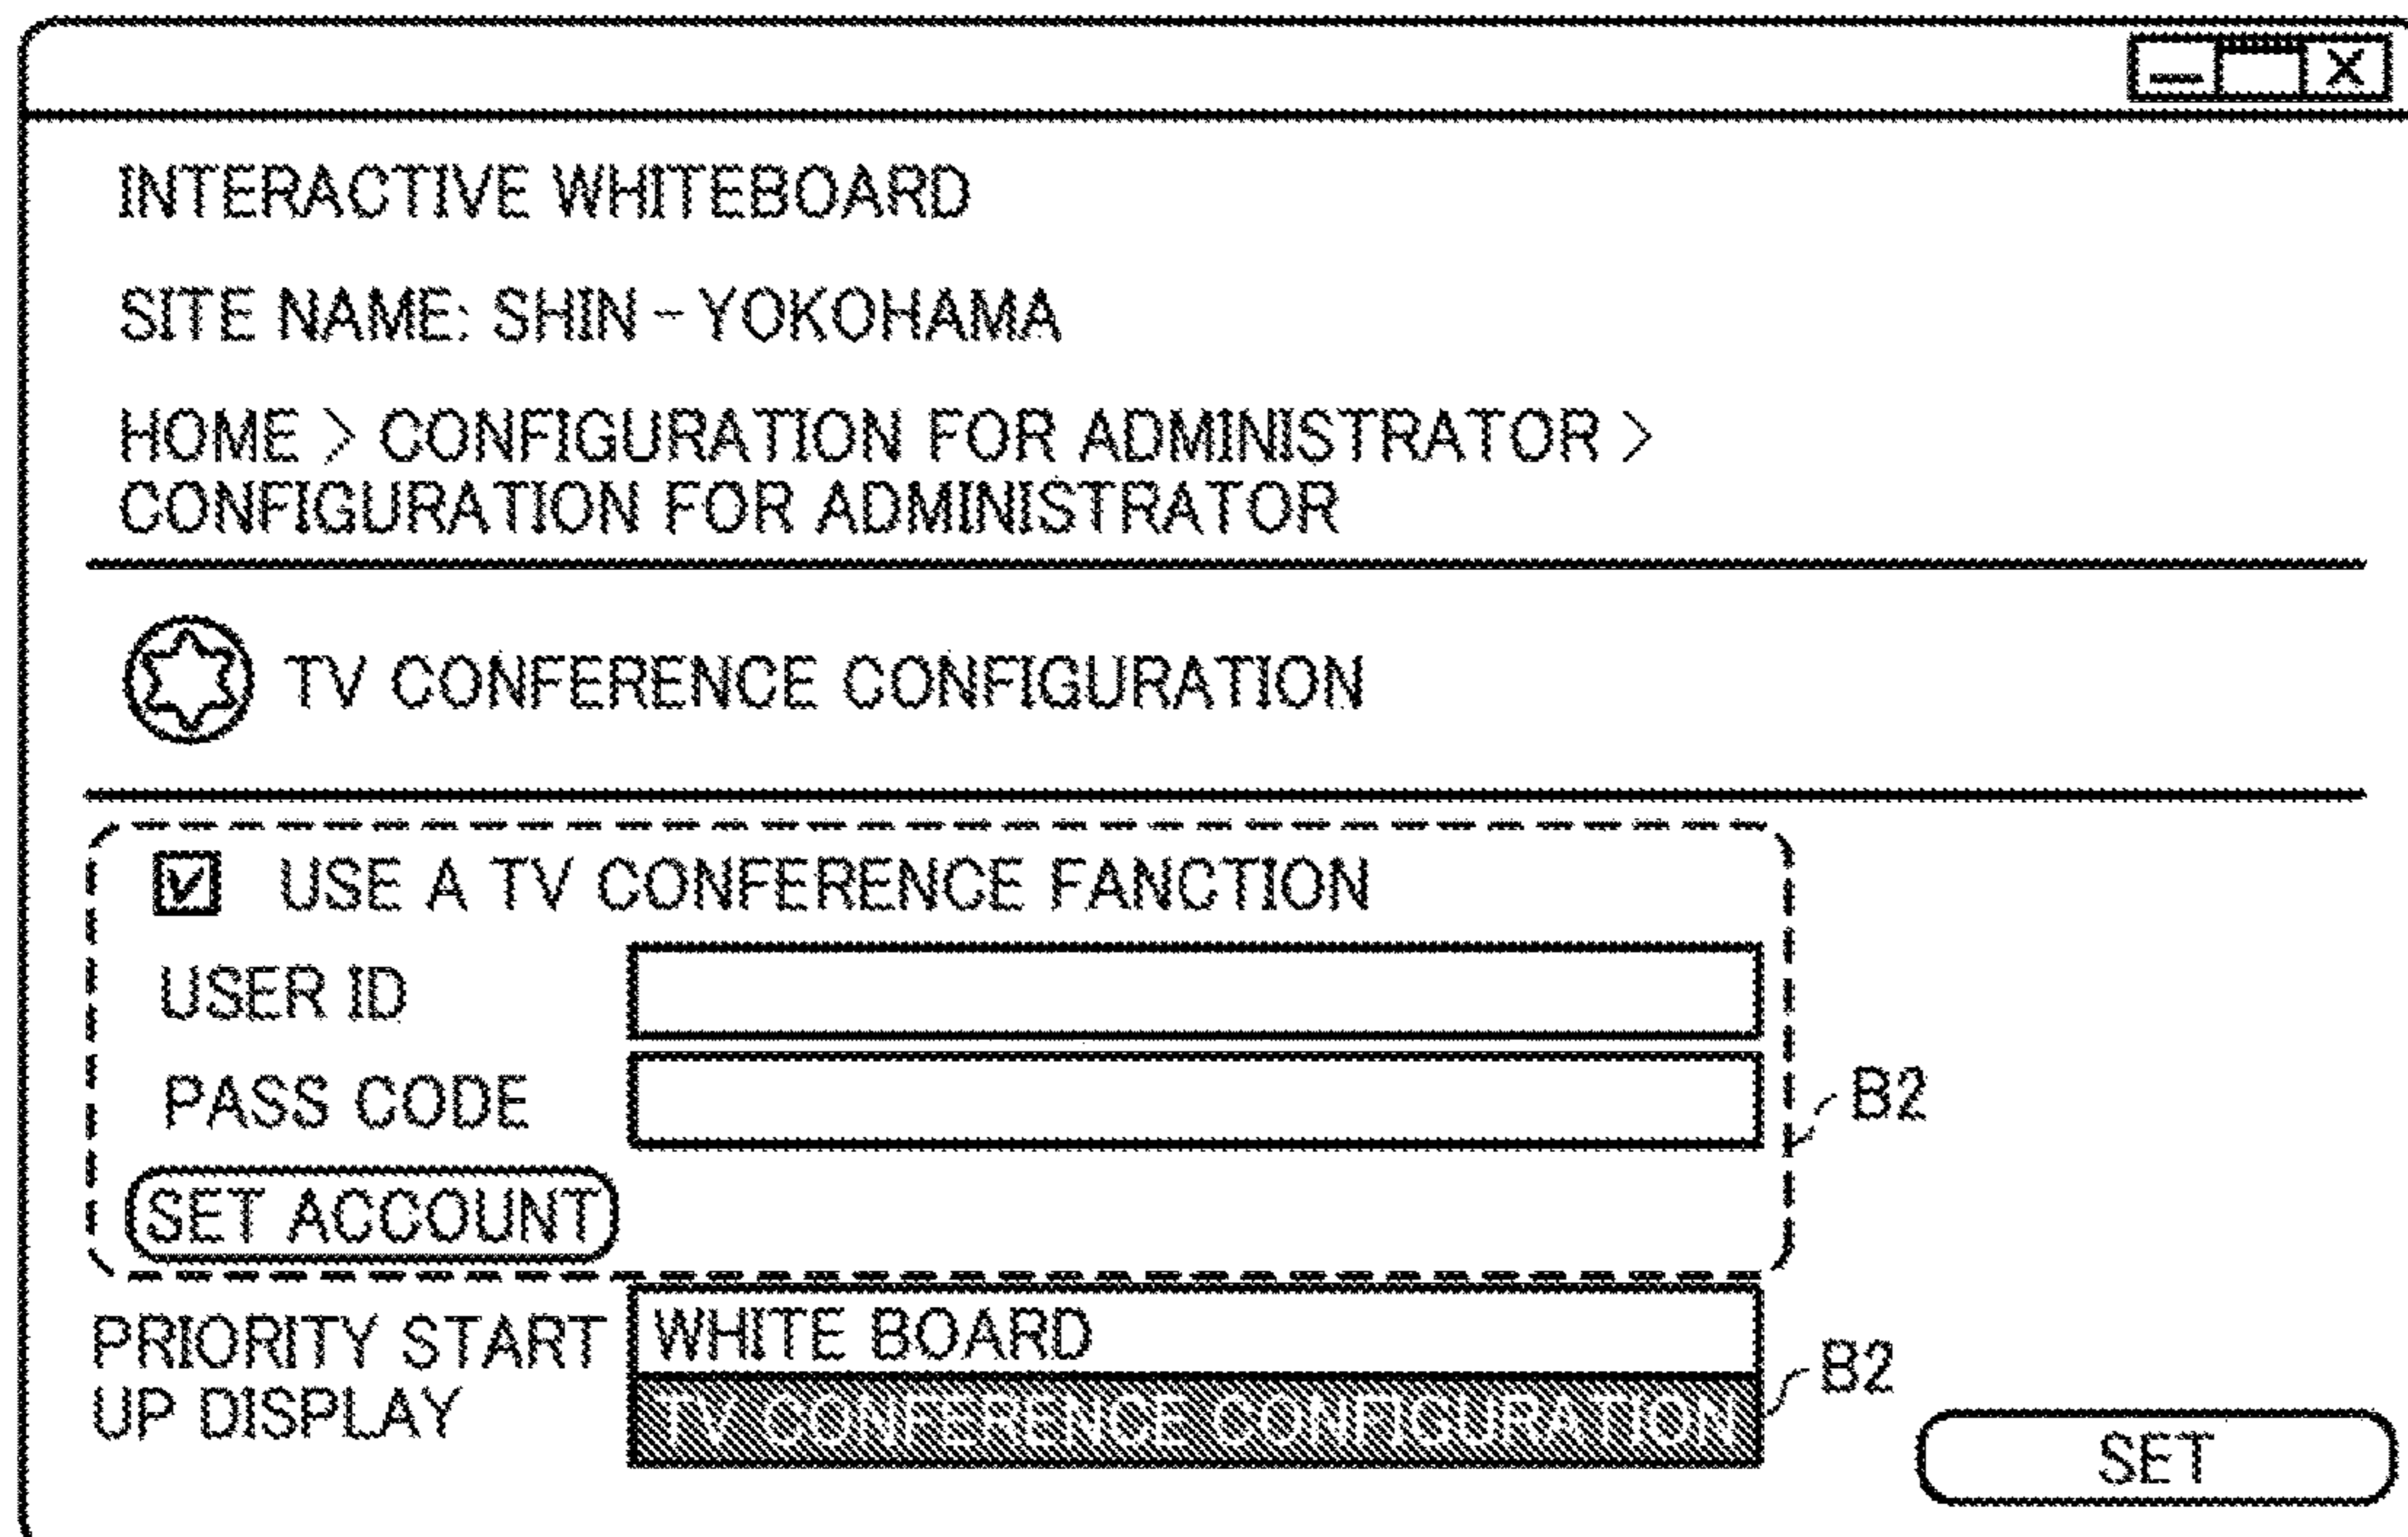 INTERACTIVE WHITEBOARD
SITE NAME: SHIN-YOKOHAMA
HOME > CONFIGURATION FOR ADMINISTRATOR >
CONFIGURATION FOR ADMINISTRATOR
TV CONFERENCE CONFIGURATION
USE A TV CONFERENCE FANCTION
USER ID
PASS CODE
B2
SET ACCOUNT
PRIORITY START
UP DISPLAY
WHITE BOARD
TV CONFERENCE CONFIGURATION
B2
SET